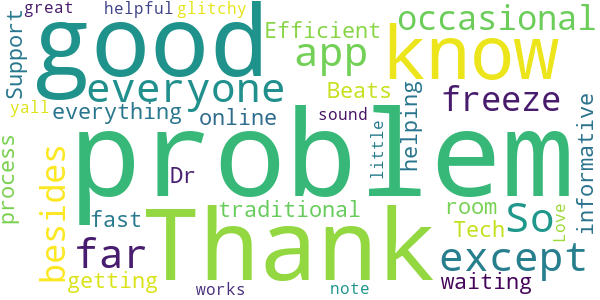 great helpful glitchy
Support good Efficient occasional
app know
everyone
yall everything online Beats freeze
sound little helping informative
problem
process besides Dr
fast traditional room So
Thank Tech Love
far except
getting waiting
works note